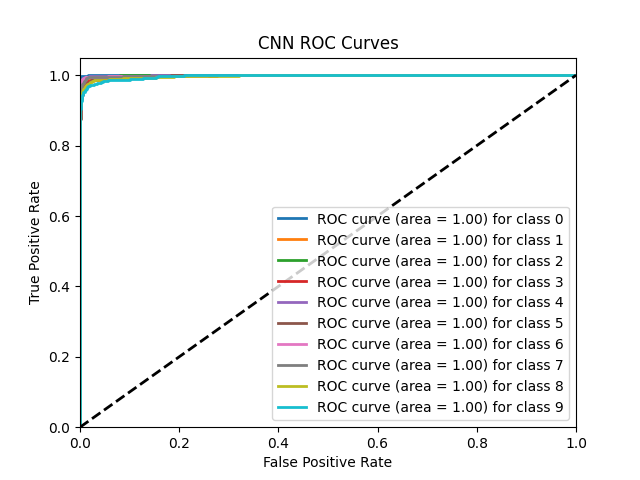 CNN ROC Curves
True Positive Rate
1.0
0.8
0.6
0.4
0.2
0.0
ROC curve (area = 1.00) for class 0
ROC curve (area = 1.00) for class 1
ROC curve (area = 1.00) for class 2
ROC curve (area = 1.00) for class 3
ROC curve (area = 1.00) for class 4
ROC curve (area = 1.00) for class 5
ROC curve (area = 1.00) for class 6
ROC curve (area = 1.00) for class 7
ROC curve (area = 1.00) for class 8
ROC curve (area = 1.00) for class 9
0.0 0.2 0.4 0.6 0.8 1.0
False Positive Rate